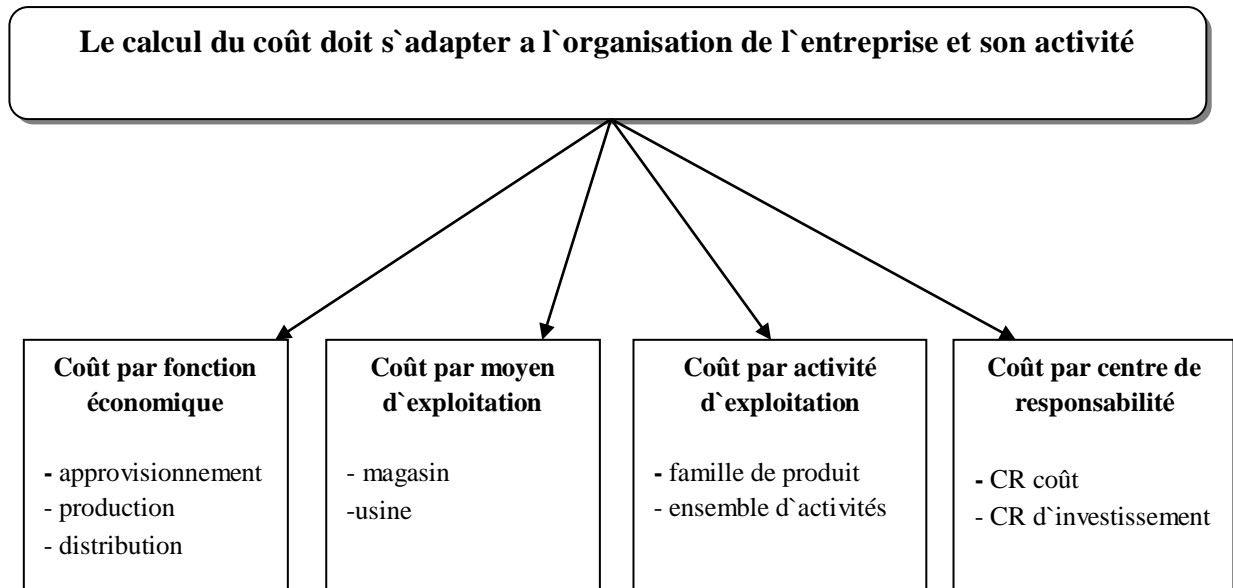 Le calcul du coût doit s`adapter a l`organisation de l`entreprise et son activité
Coût par fonction
économique
- approvisionnement
- production
- distribution
Coût par moyen
d`exploitation
- magasin
-usine
Coût par activité
d`exploitation
- famille de produit
- ensemble d`activités
Coût par centre de
responsabilité
- CR coût
- CR d`investissement